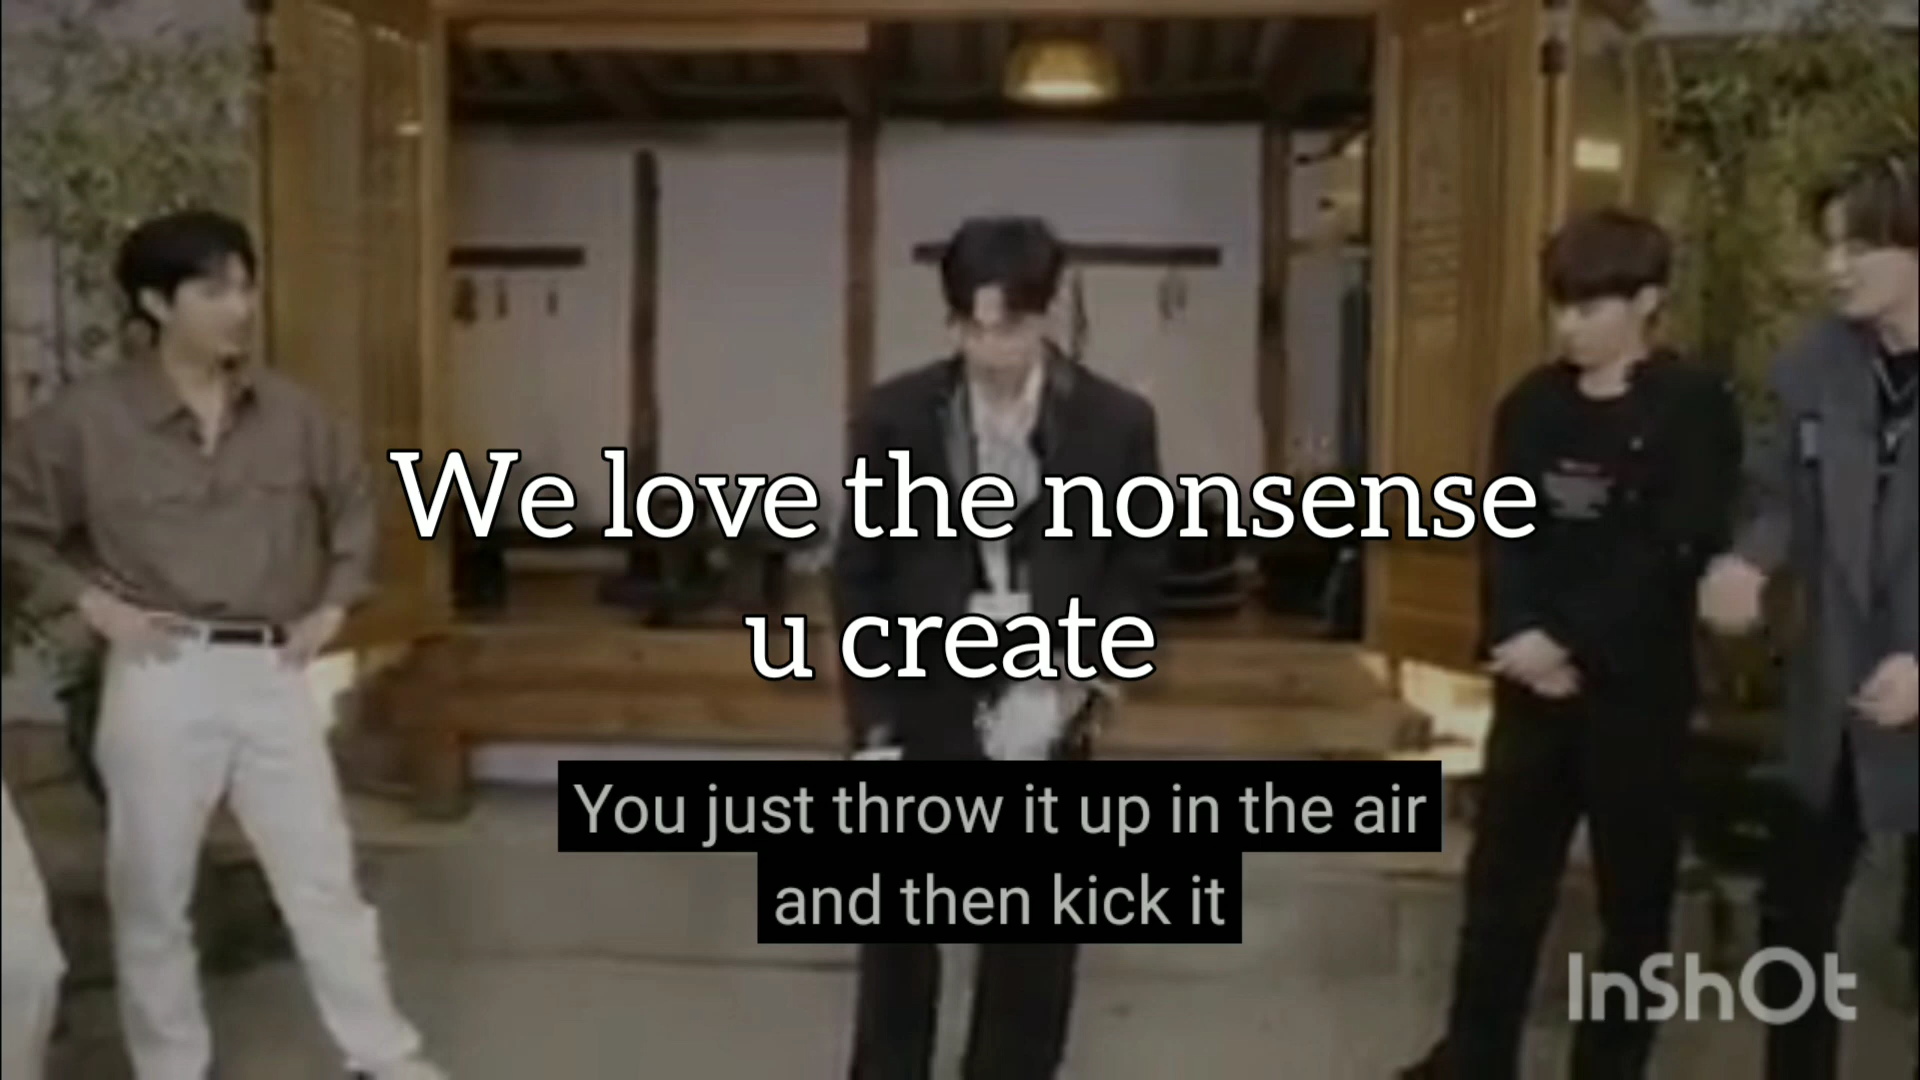 We love the nonsense
u create
You just throw it up in the air
and then kick it
InShOt